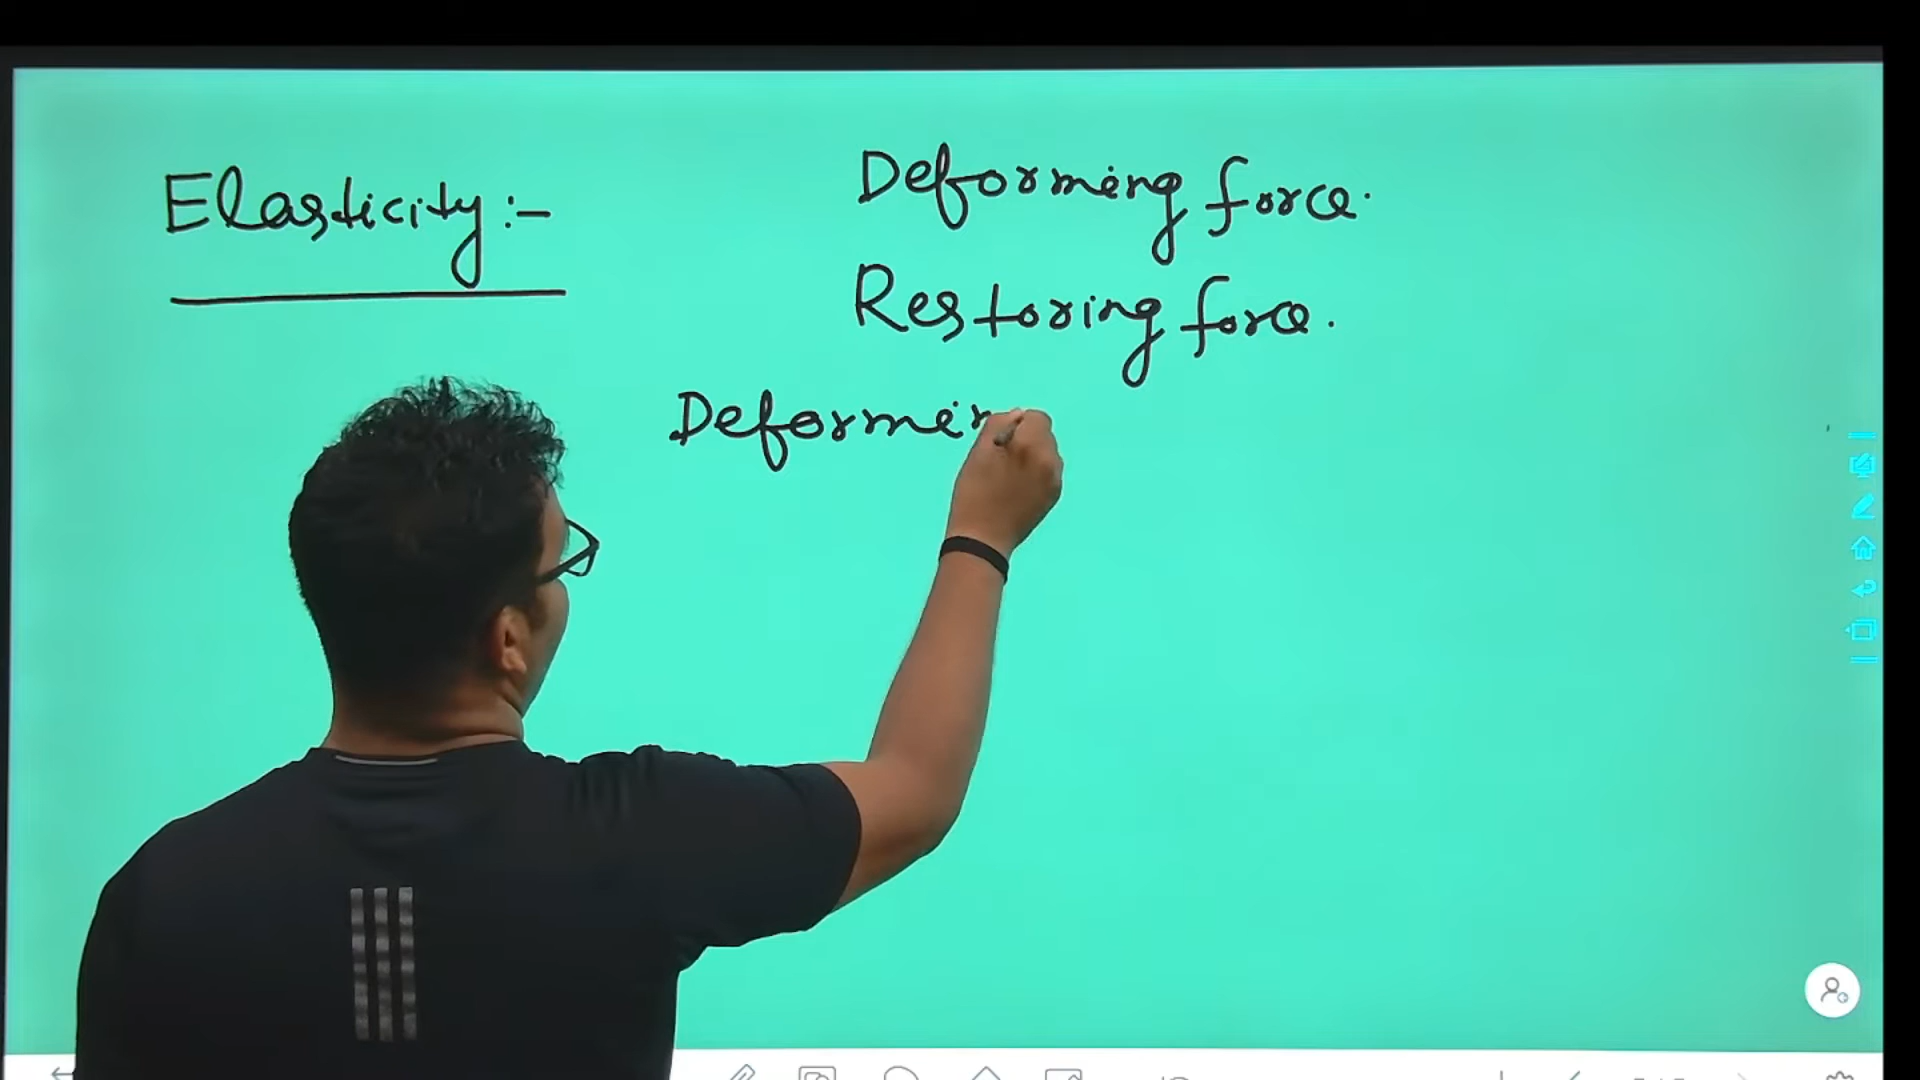 Elasticity :-
Deforming force.
Restoring force.
Deformin